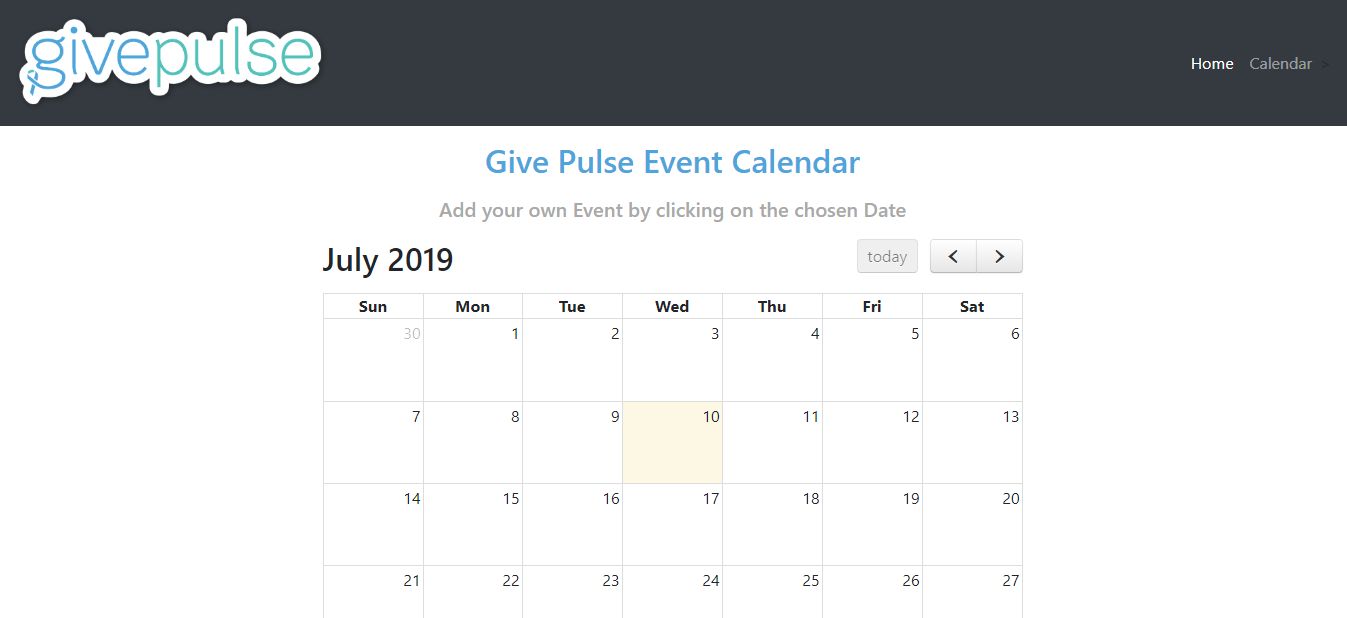 givepulse
Home Calendar >
Give Pulse Event Calendar
Add your own Event by clicking on the chosen Date
July 2019 today < >
Sun Mon Tue Wed Thu Fri Sat
30 1 2 3 4 5 6
7 8 9 10 11 12 13
14 15 16 17 18 19 20
21 22 23 24 25 26 27